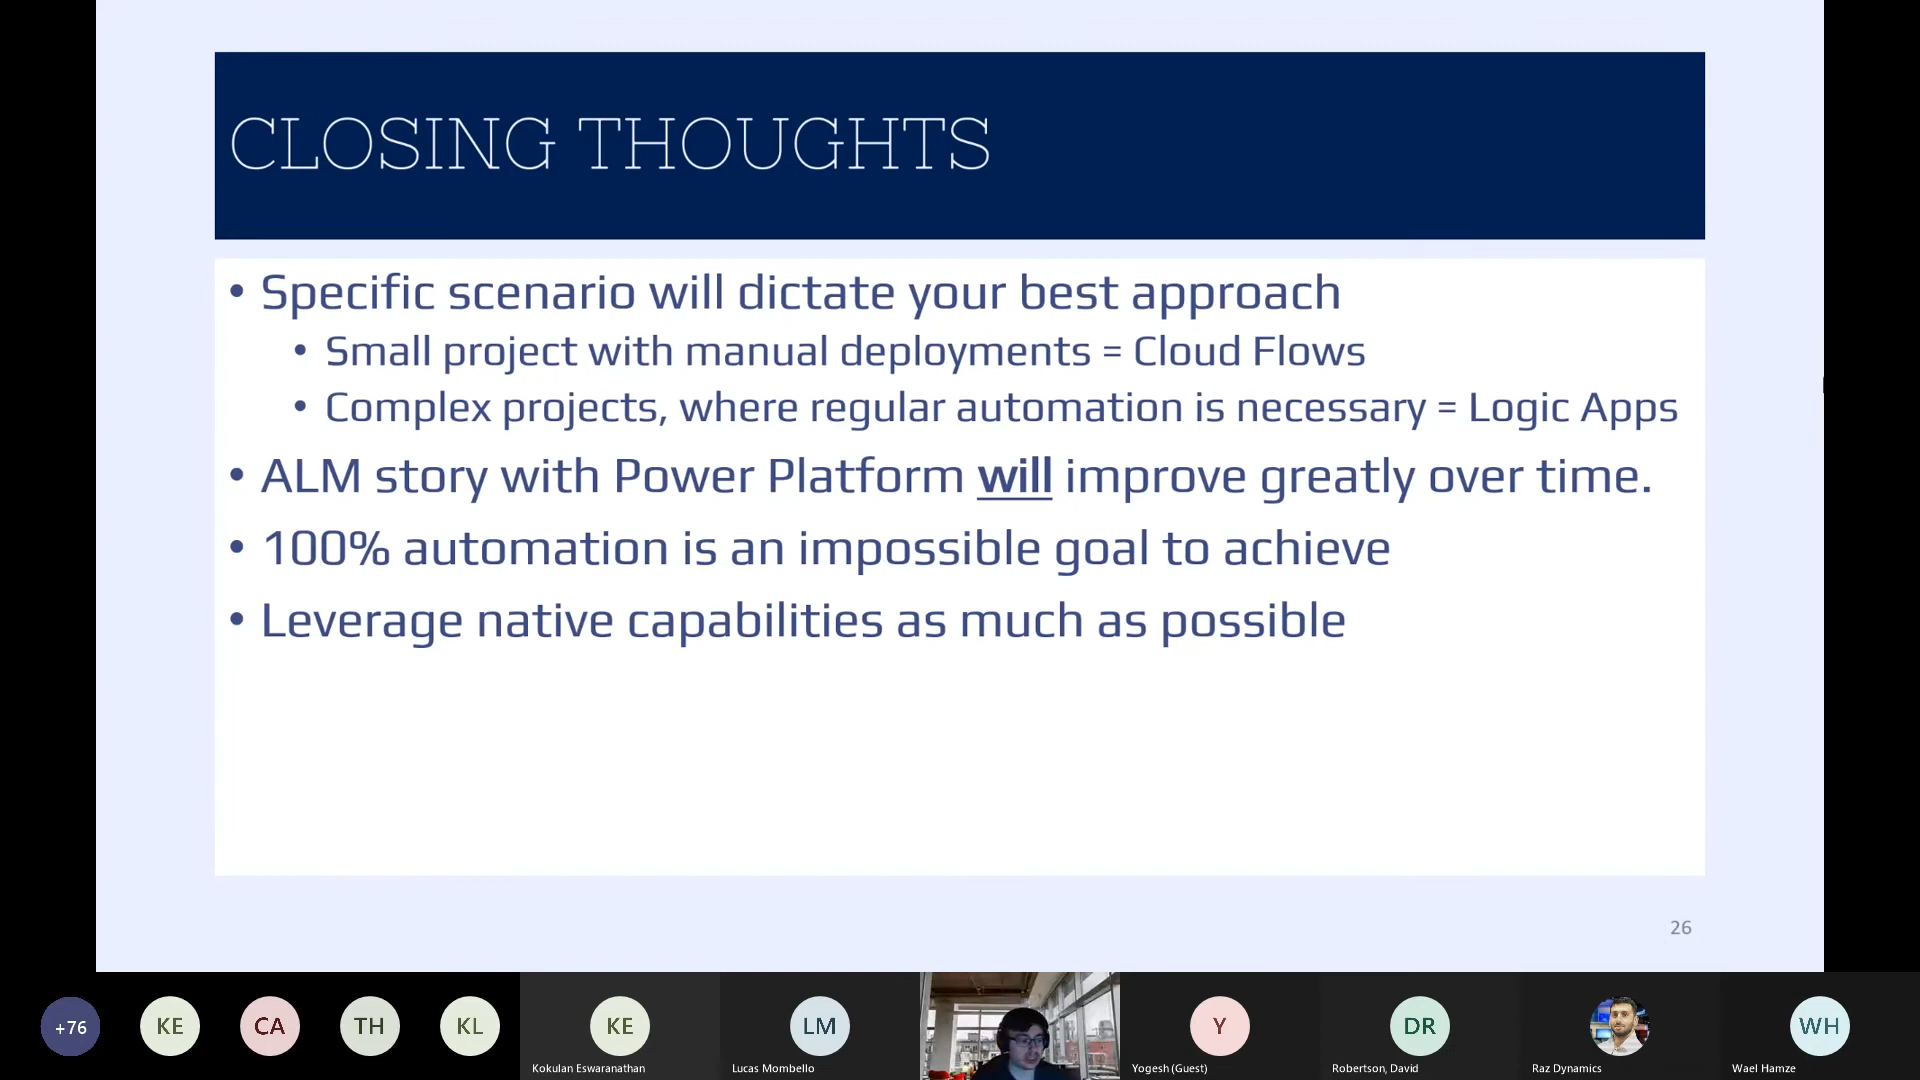 CLOSING THOUGHTS
• Specific scenario will dictate your best approach
• Small project with manual deployments = Cloud Flows
• Complex projects, where regular automation is necessary = Logic Apps
• ALM story with Power Platform will improve greatly over time.
• 100% automation is an impossible goal to achieve
• Leverage native capabilities as much as possible
26
+76
KE
CA
TH
KL
KE
LM
Y
DR
WH
Kokulan Eswaranathan
Lucas Mombello
Yogesh (Guest)
Robertson, David
Raz Dynamics
Wael Hamze